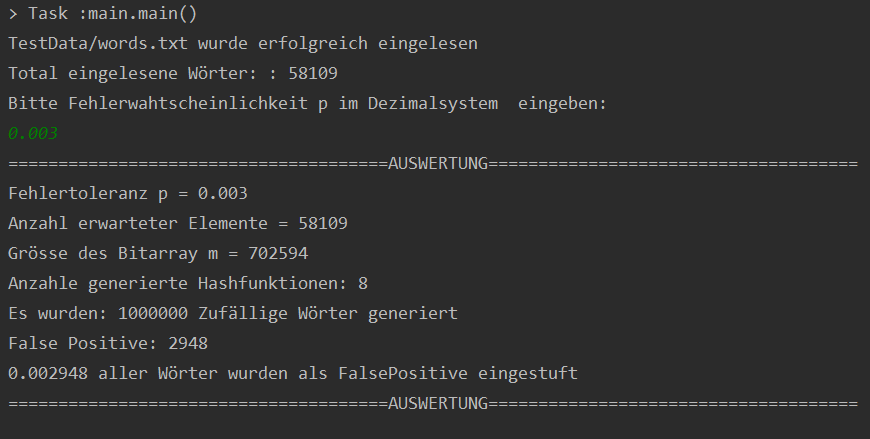 > Task :main.main()
TestData/words.txt wurde erfolgreich eingelesen
Total eingelesene Wörter: : 58109
Bitte Fehlerwahtscheinlichkeit p im Dezimalsystem  eingeben:
0.003
======================================AUSWERTUNG=====================================
Fehlertoleranz p = 0.003
Anzahl erwarteter Elemente = 58109
Grösse des Bitarray m = 702594
Anzahle generierte Hashfunktionen: 8
Es wurden: 1000000 Zufällige Wörter generiert
False Positive: 2948
0.002948 aller Wörter wurden als FalsePositive eingestuft
======================================AUSWERTUNG=====================================